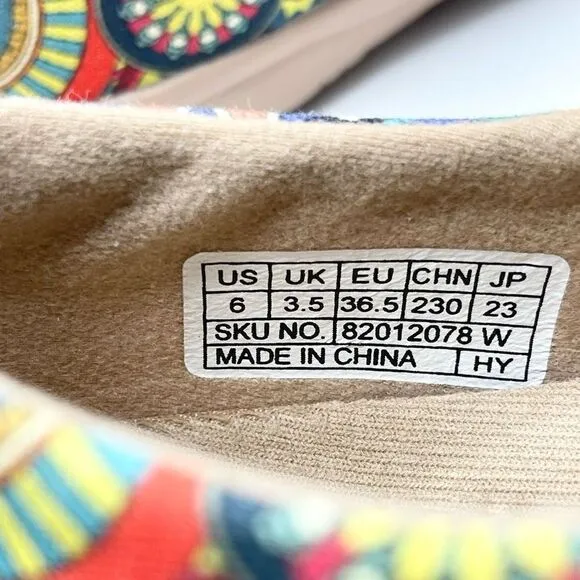 US UK EU CHN JP
6 3.5 36.5 230 23
SKU NO. 82012078 W
MADE IN CHINA HY